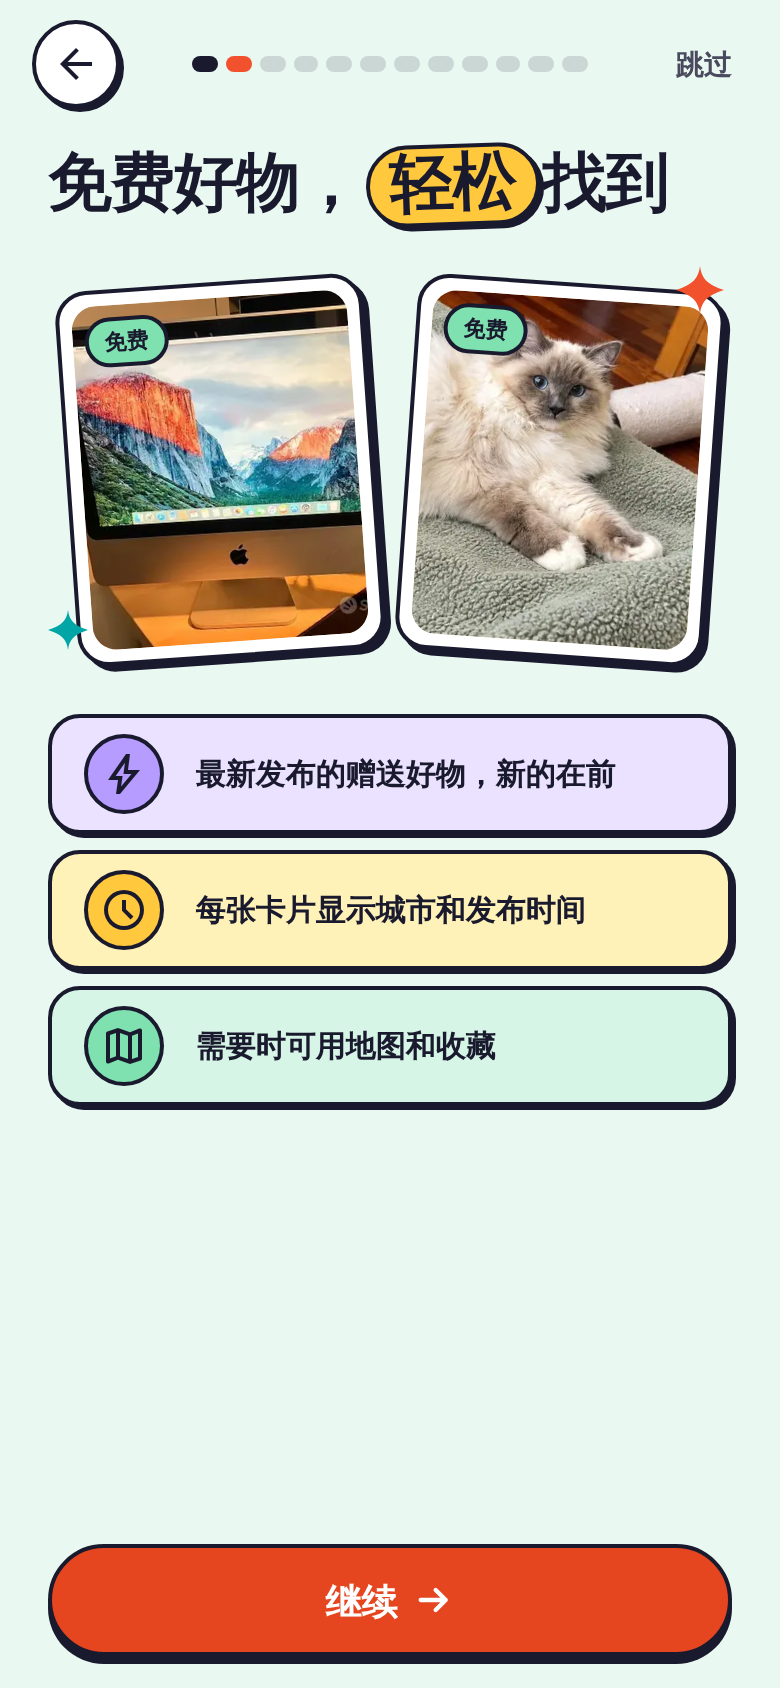 跳过
免费好物，轻松找到
免费
免费
最新发布的赠送好物，新的在前
每张卡片显示城市和发布时间
需要时可用地图和收藏
继续